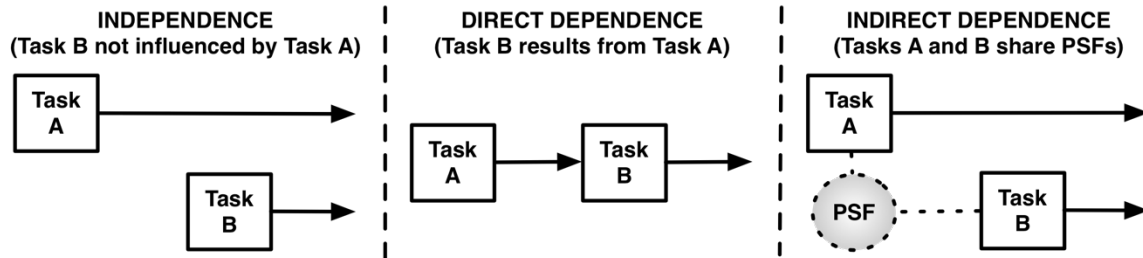 INDEPENDENCE
(Task B not influenced by Task A)
Task
A
Task
B
DIRECT DEPENDENCE
(Task B results from Task A)
Task
A
Task
B
INDIRECT DEPENDENCE
(Tasks A and B share PSFs)
Task
A
PSF
Task
B